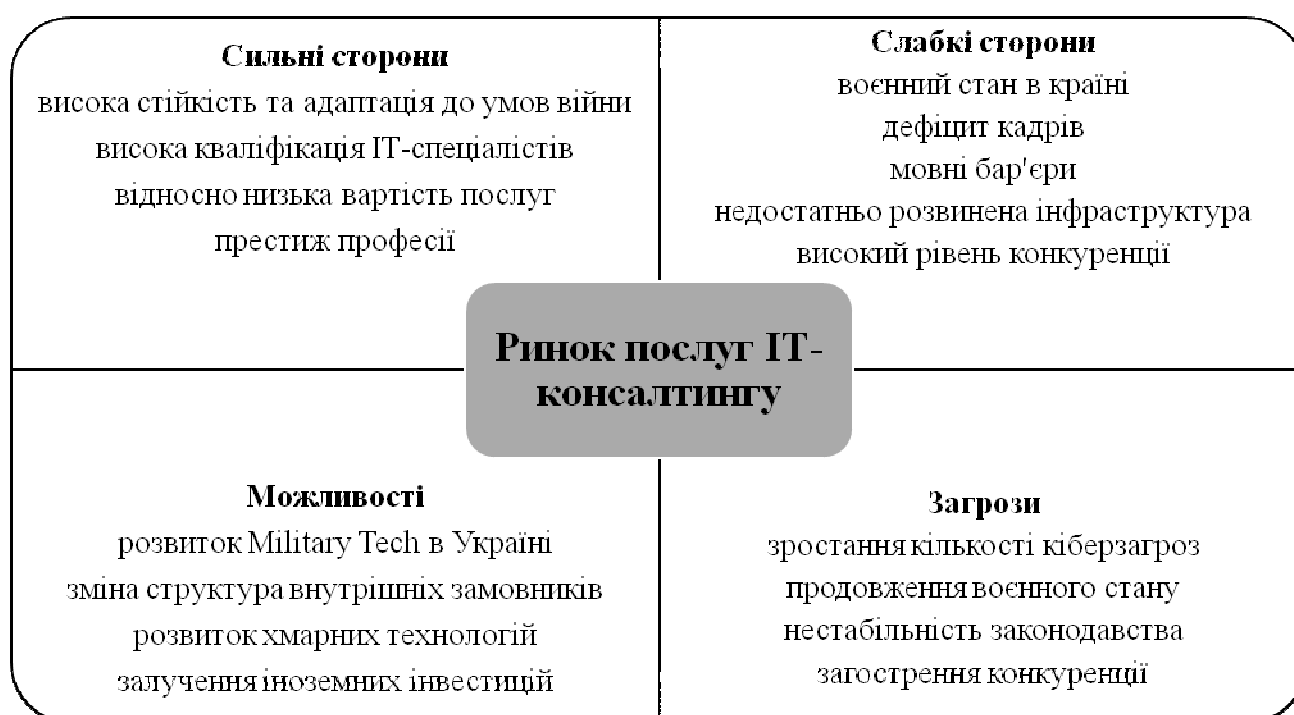 Сильні сторони
висока стійкість та адаптація до умов війни
висока кваліфікація ІТ-спеціалістів
відносно низька вартість послуг
престиж професії
Слабкі сторони
воєнний стан в країні
дефіцит кадрів
мовні бар'єри
недостатньо розвинена інфраструктура
високий рівень конкуренції
Ринок послуг ІТ-
консалтингу
Можливості
розвиток Military Tech в Україні
зміна структура внутрішніх замовників
розвиток хмарних технологій
залучення іноземних інвестицій
Загрози
зростання кількості кіберзагроз
продовження воєнного стану
нестабільність законодавства
загострення конкуренції